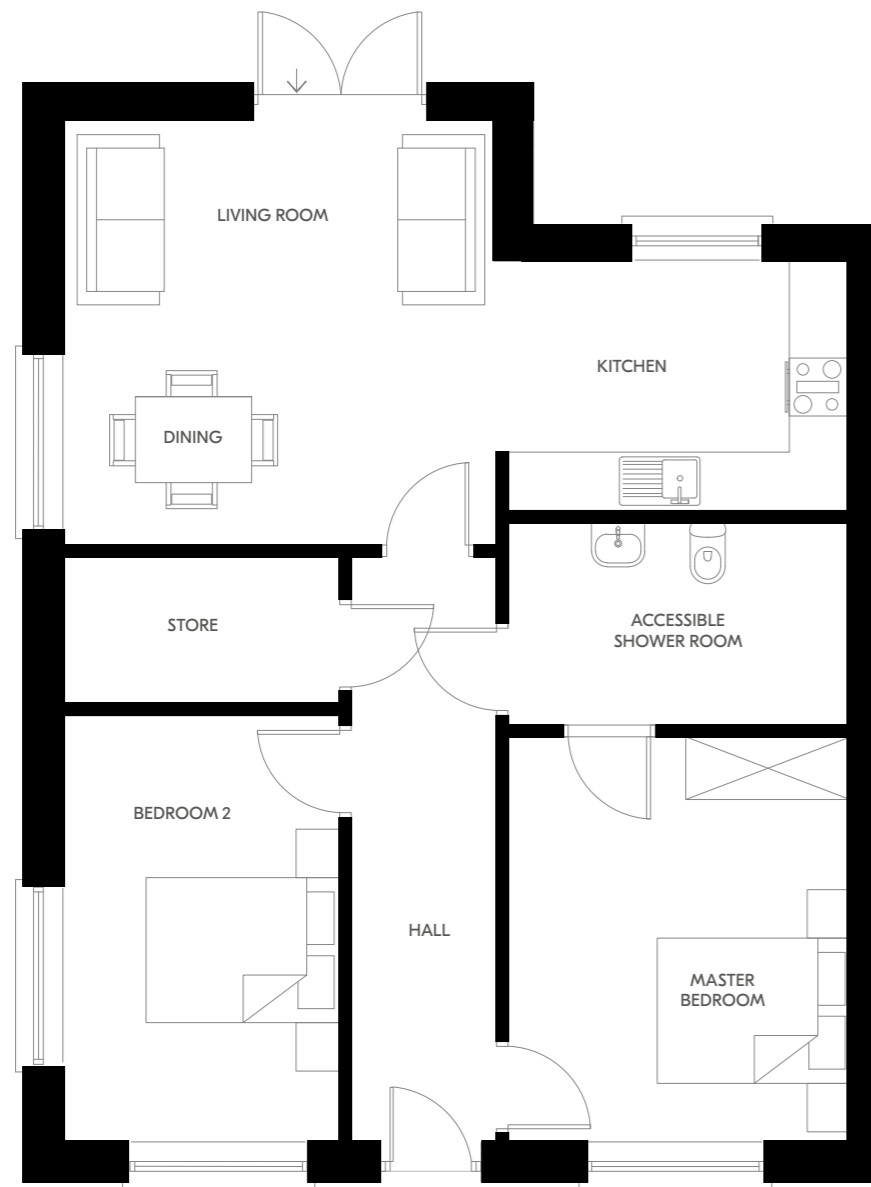 LIVING ROOM
KITCHEN
DINING
STORE
ACCESSIBLE
SHOWER ROOM
BEDROOM 2
HALL
MASTER
BEDROOM